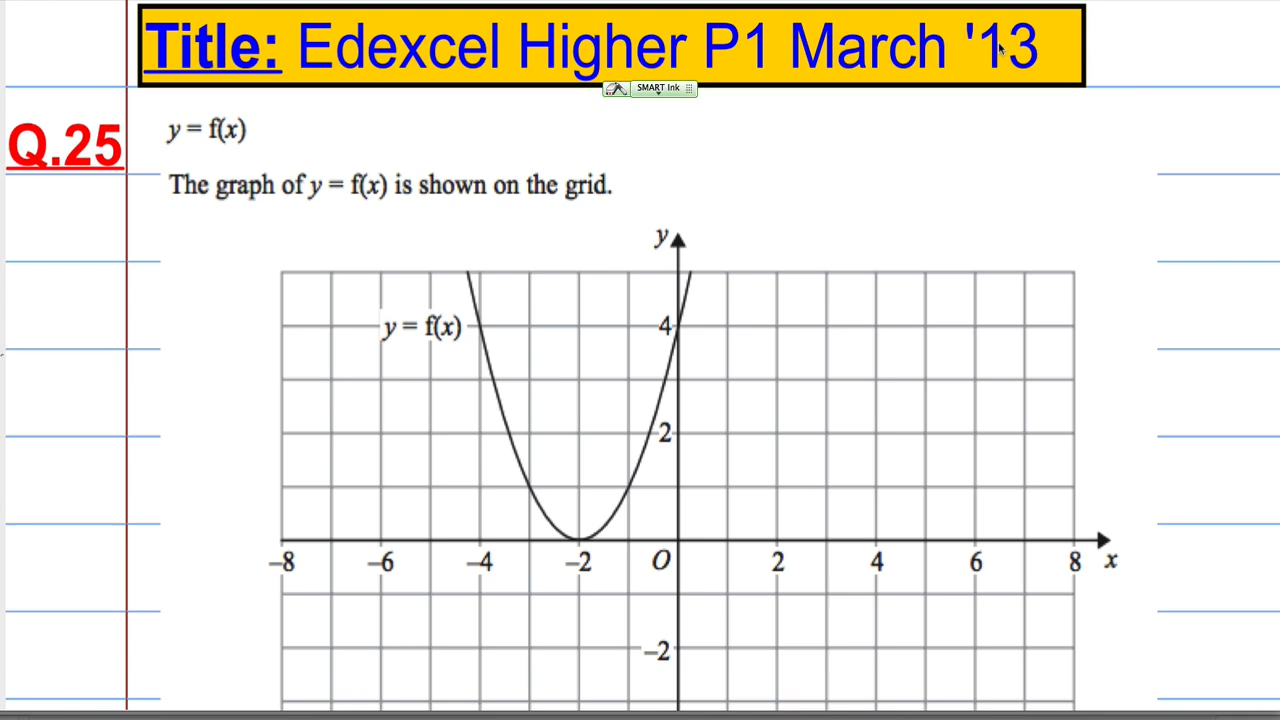 Title: Edexcel Higher P1 March '13
SMART Ink
Q.25
y = f(x)
The graph of y = f(x) is shown on the grid.
y
y = f(x)
4
2
−8 −6 −4 −2 O 2 4 6 8 x
−2